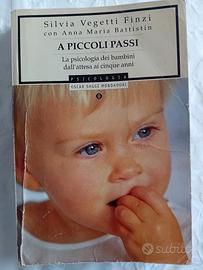 Silvia Vegetti Finzi
con Anna Maria Battistin
A PICCOLI PASSI
La psicologia dei bambini
dall'attesa ai cinque anni
PSICOLOGIA
OSCAR SAGGI MONDADORI
subito